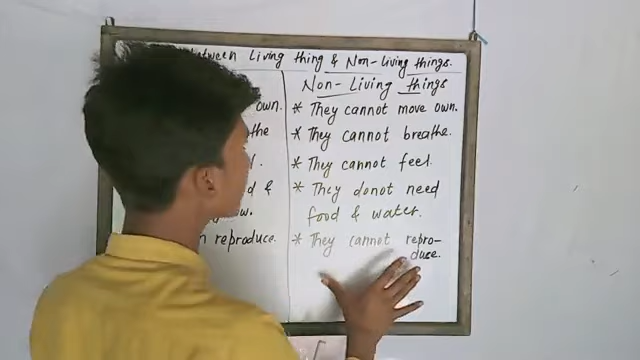 between Living thing & Non-Living things.
Non-Living things
own.
* They cannot move own.
* They cannot breathe.
* They cannot feel.
&
* They donot need
food & water.
reproduce.
* They cannot repro-
duce.